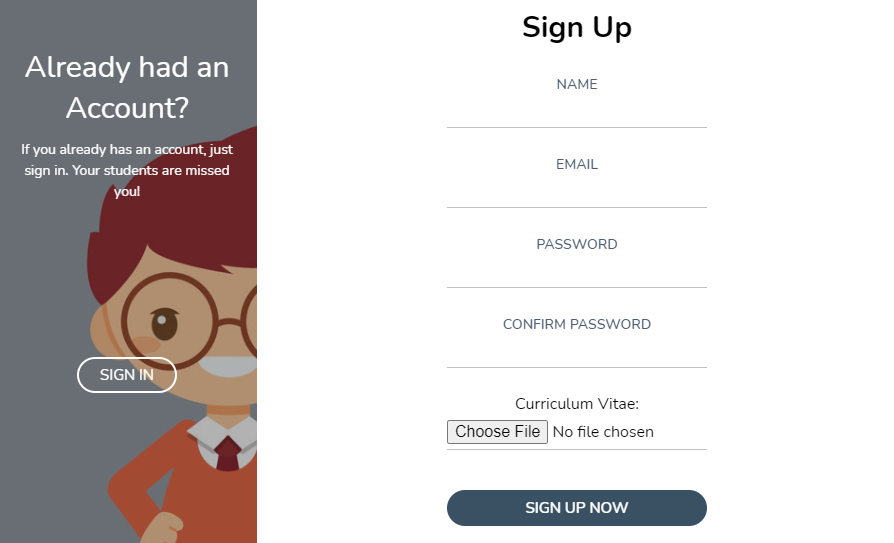 Already had an
Account?
If you already has an account, just
sign in. Your students are missed
you!
SIGN IN
Sign Up
NAME
EMAIL
PASSWORD
CONFIRM PASSWORD
Curriculum Vitae:
Choose File No file chosen
SIGN UP NOW